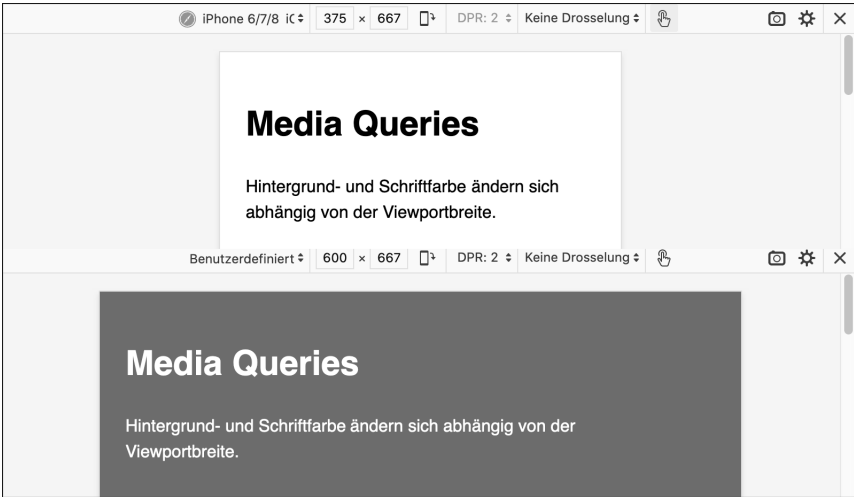 iPhone 6/7/8 iO 375 × 667 DPR: 2 Keine Drosselung
Media Queries
Hintergrund- und Schriftfarbe ändern sich
abhängig von der Viewportbreite.
Benutzerdefiniert 600 × 667 DPR: 2 Keine Drosselung
Media Queries
Hintergrund- und Schriftfarbe ändern sich abhängig von der
Viewportbreite.